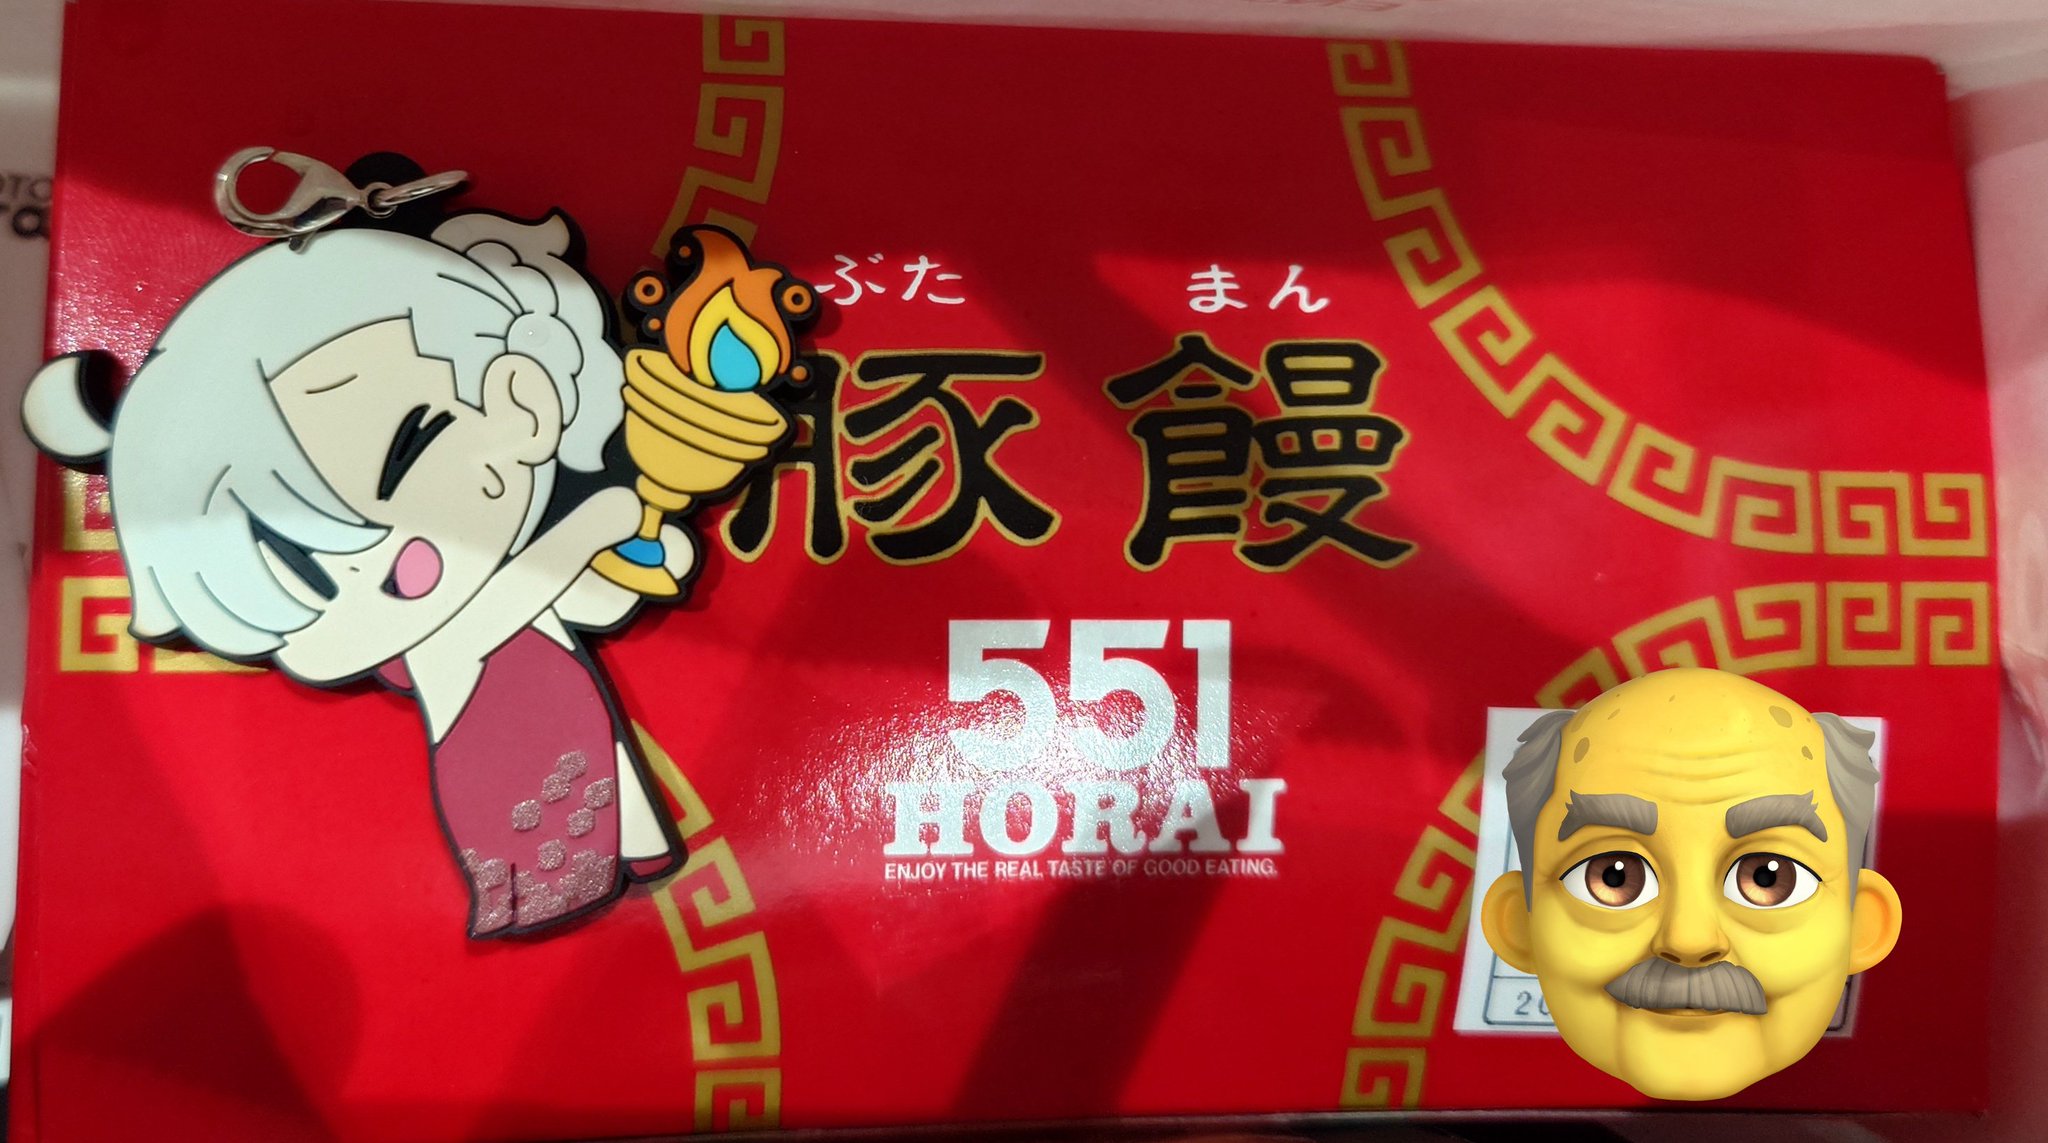 ぶた まん
豚饅
551
HORAI
ENJOY THE REAL TASTE OF GOOD EATING.